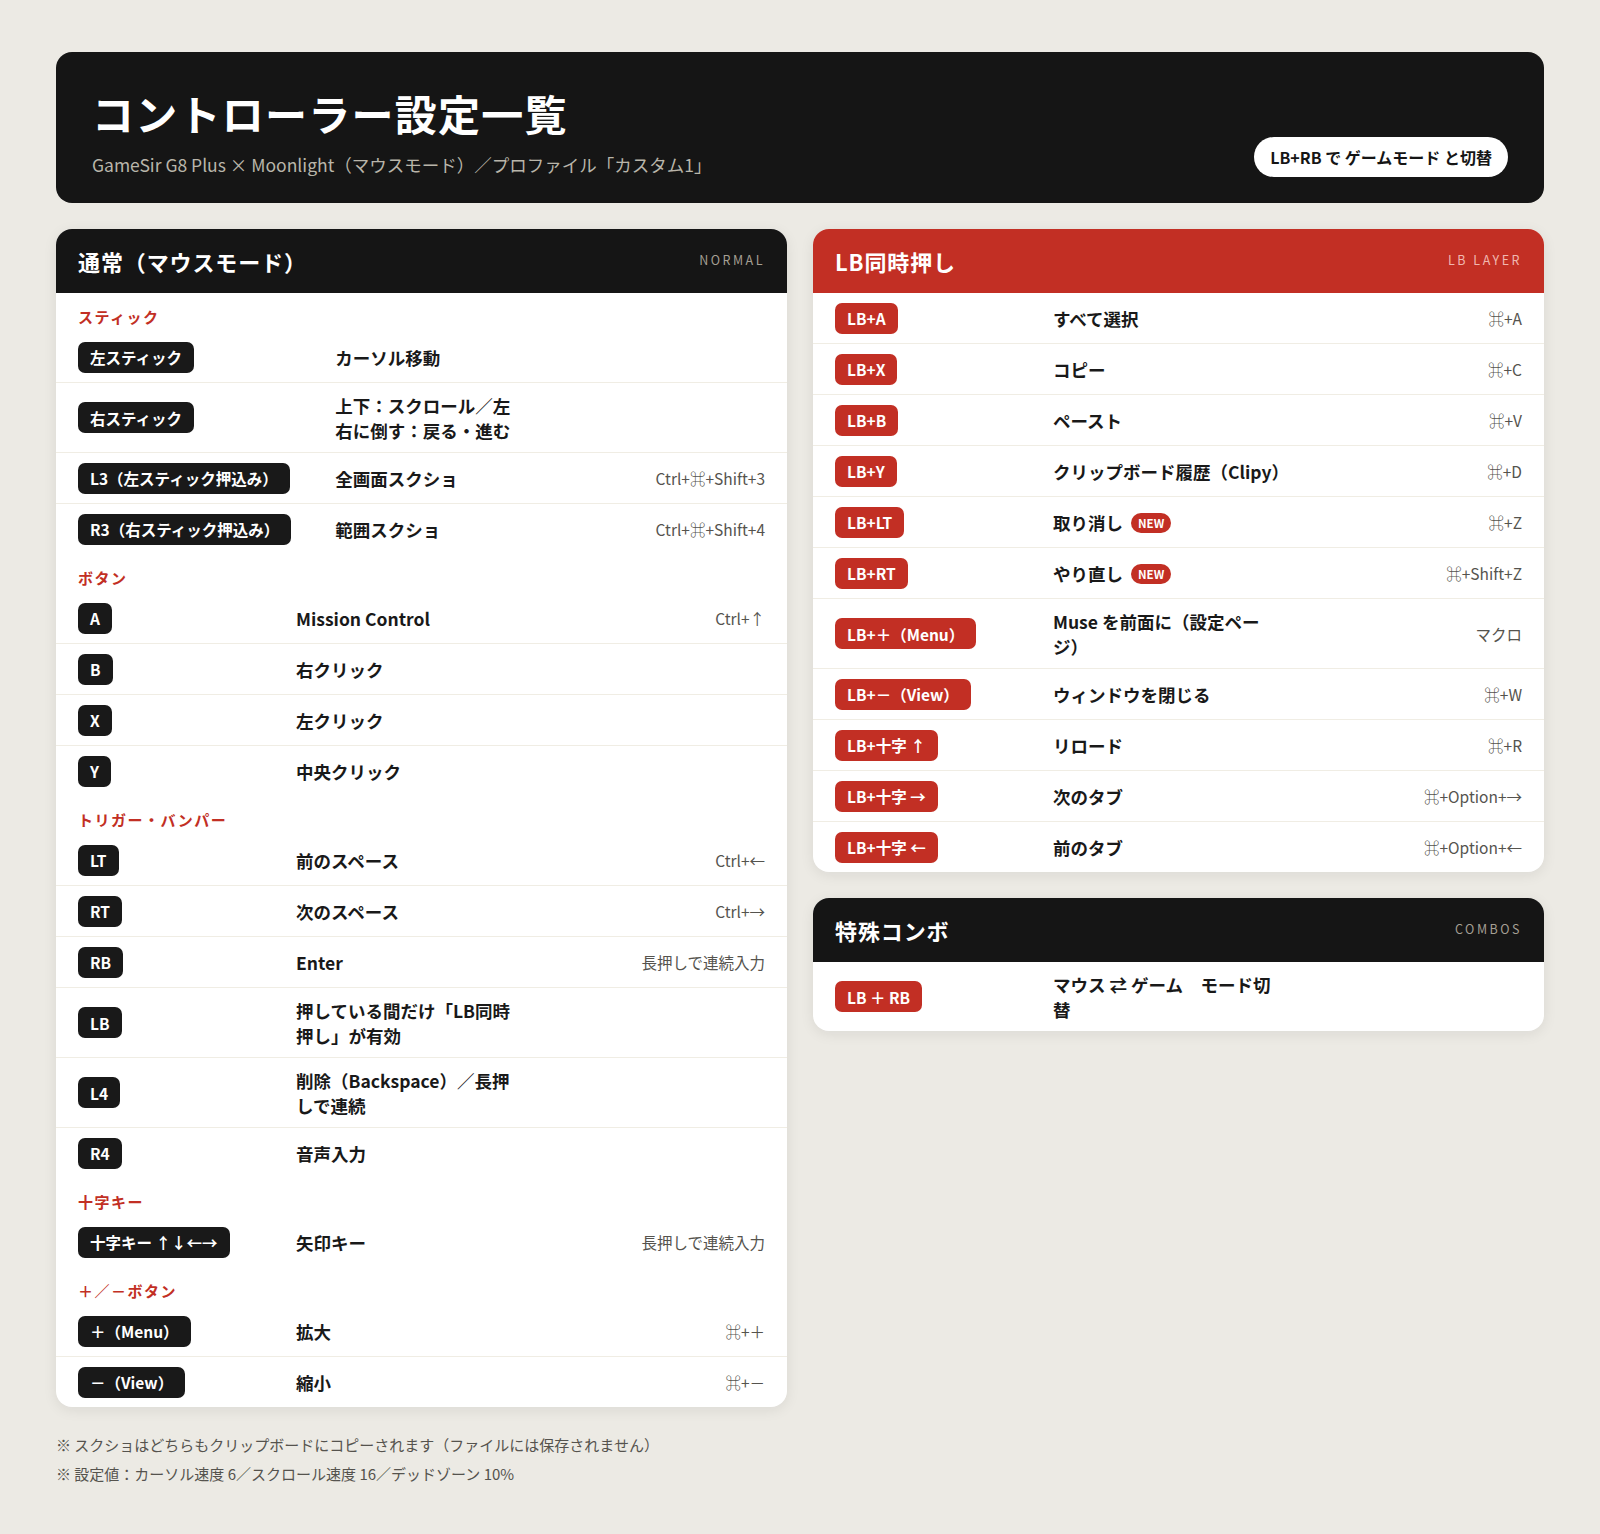 コントローラー設定一覧
GameSir G8 Plus × Moonlight（マウスモード）／プロファイル「カスタム1」
LB+RB で ゲームモード と切替
通常（マウスモード）
NORMAL
スティック
左スティック カーソル移動
右スティック 上下：スクロール／左
右に倒す：戻る・進む
L3（左スティック押込み） 全画面スクショ Ctrl+⌘+Shift+3
R3（右スティック押込み） 範囲スクショ Ctrl+⌘+Shift+4
ボタン
A Mission Control Ctrl+↑
B 右クリック
X 左クリック
Y 中央クリック
トリガー・バンパー
LT 前のスペース Ctrl+←
RT 次のスペース Ctrl+→
RB Enter 長押しで連続入力
LB 押している間だけ「LB同時
押し」が有効
L4 削除（Backspace）／長押
しで連続
R4 音声入力
十字キー
十字キー ↑↓←→ 矢印キー 長押しで連続入力
＋／−ボタン
＋（Menu） 拡大 ⌘+＋
−（View） 縮小 ⌘+−
LB同時押し
LB LAYER
LB+A すべて選択 ⌘+A
LB+X コピー ⌘+C
LB+B ペースト ⌘+V
LB+Y クリップボード履歴（Clipy） ⌘+D
LB+LT 取り消し NEW ⌘+Z
LB+RT やり直し NEW ⌘+Shift+Z
LB+＋（Menu） Muse を前面に（設定ペー
ジ） マクロ
LB+−（View） ウィンドウを閉じる ⌘+W
LB+十字 ↑ リロード ⌘+R
LB+十字 → 次のタブ ⌘+Option+→
LB+十字 ← 前のタブ ⌘+Option+←
特殊コンボ
COMBOS
LB ＋ RB マウス ⇄ ゲーム　モード切
替
※ スクショはどちらもクリップボードにコピーされます（ファイルには保存されません）
※ 設定値：カーソル速度 6／スクロール速度 16／デッドゾーン 10%